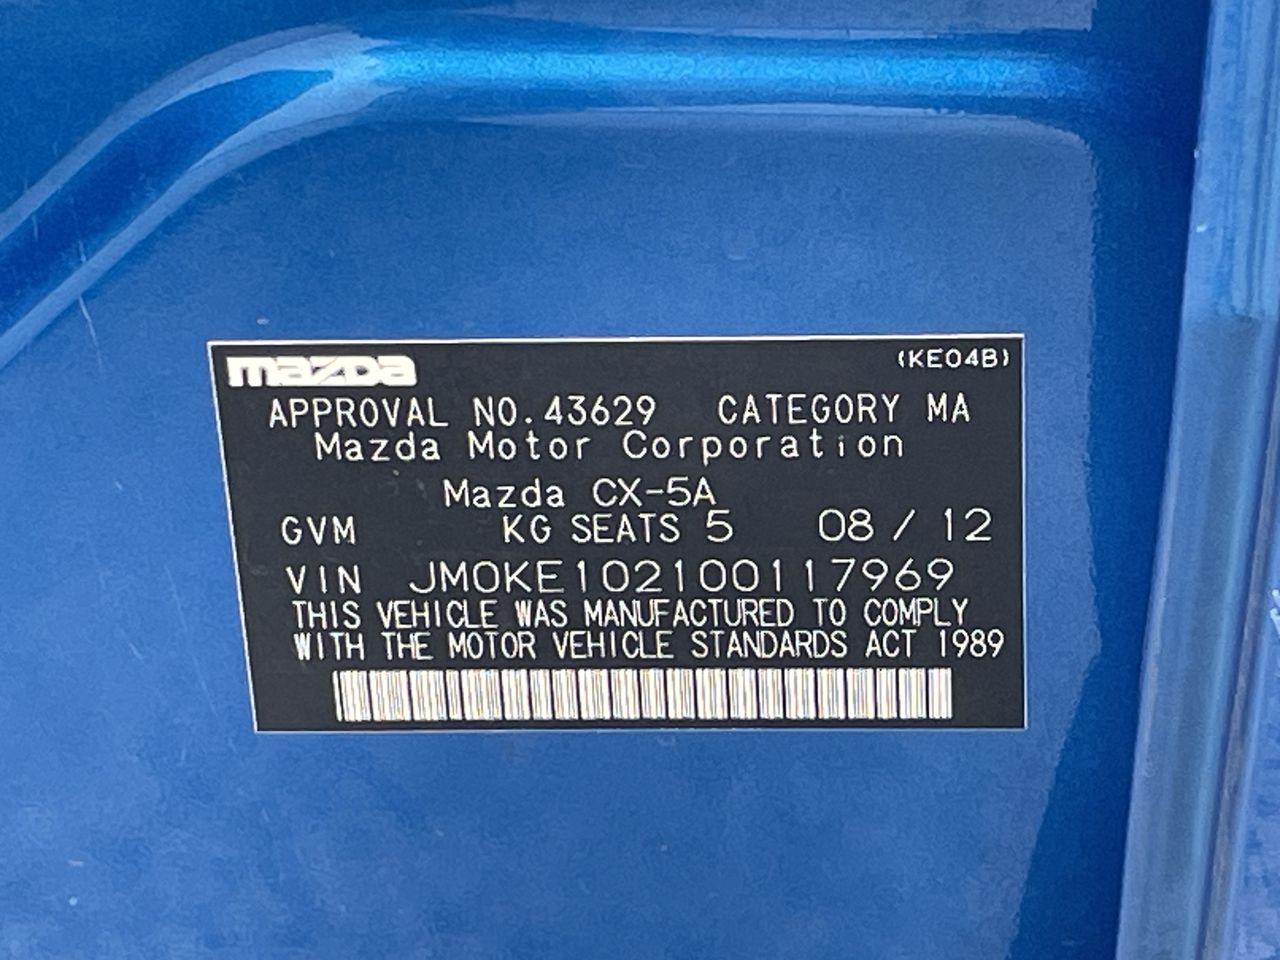 mazda (KE04B)
APPROVAL NO.43629 CATEGORY MA
Mazda Motor Corporation
Mazda CX-5A
GVM KG SEATS 5 08 / 12
VIN JM0KE102100117969
THIS VEHICLE WAS MANUFACTURED TO COMPLY
WITH THE MOTOR VEHICLE STANDARDS ACT 1989